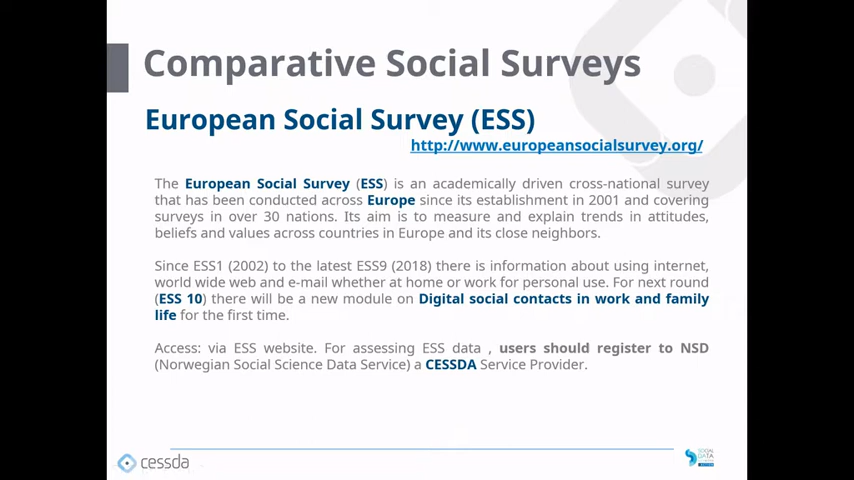 Comparative Social Surveys
European Social Survey (ESS)
http://www.europeansocialsurvey.org/
The European Social Survey (ESS) is an academically driven cross-national survey
that has been conducted across Europe since its establishment in 2001 and covering
surveys in over 30 nations. Its aim is to measure and explain trends in attitudes,
beliefs and values across countries in Europe and its close neighbors.
Since ESS1 (2002) to the latest ESS9 (2018) there is information about using internet,
world wide web and e-mail whether at home or work for personal use. For next round
(ESS 10) there will be a new module on Digital social contacts in work and family
life for the first time.
Access: via ESS website. For assessing ESS data , users should register to NSD
(Norwegian Social Science Data Service) a CESSDA Service Provider.
cessda
SOCIAL
DATA